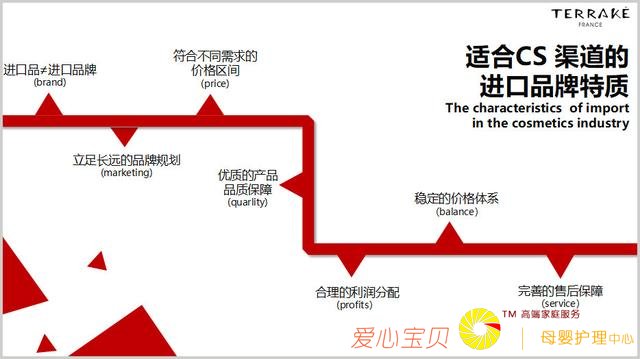 TERRAKÉ
FRANCE
适合CS 渠道的
进口品牌特质
The characteristics of import
in the cosmetics industry
进口品≠进口品牌
(brand)
符合不同需求的
价格区间
(price)
立足长远的品牌规划
(marketing)
优质的产品
品质保障
(quarlity)
稳定的价格体系
(balance)
合理的利润分配
(profits)
完善的售后保障
(service)
爱心宝贝
TM 高端家庭服务
母婴护理中心